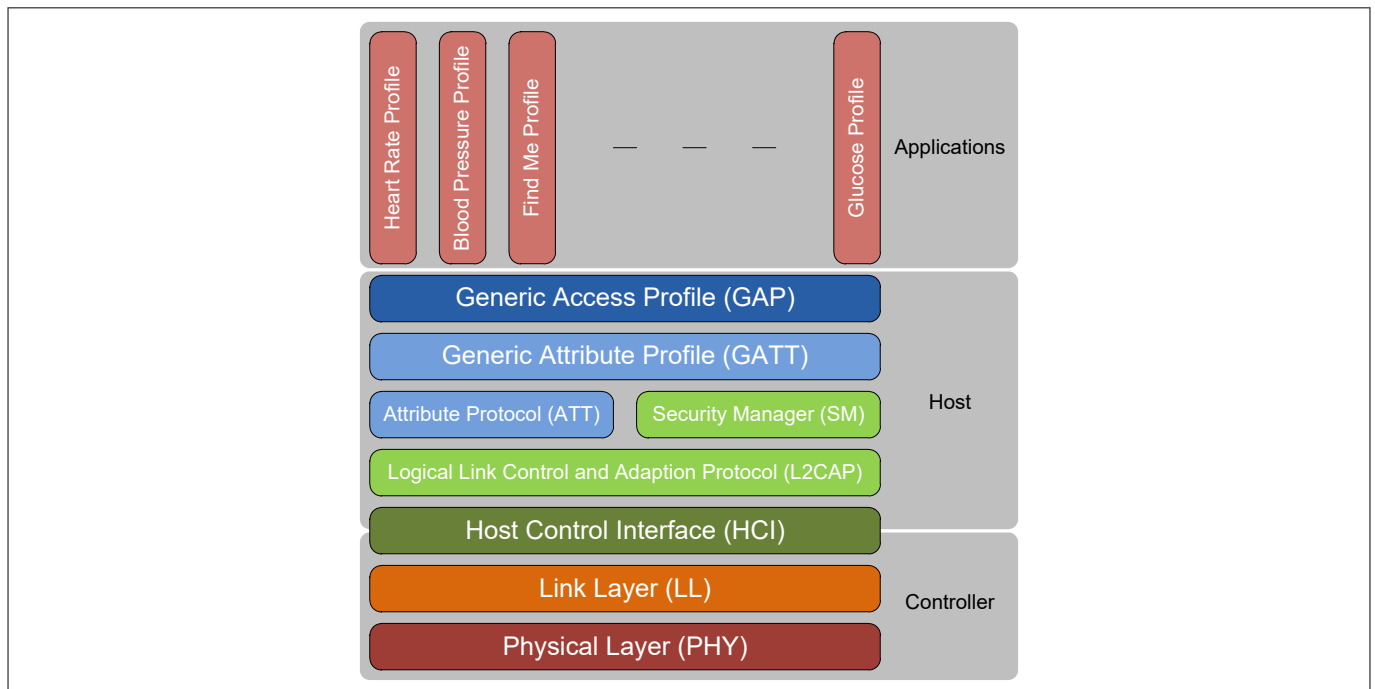 Heart Rate Profile
Blood Pressure Profile
Find Me Profile
— — —
Glucose Profile
Applications
Generic Access Profile (GAP)
Generic Attribute Profile (GATT)
Attribute Protocol (ATT)
Security Manager (SM)
Host
Logical Link Control and Adaption Protocol (L2CAP)
Host Control Interface (HCI)
Link Layer (LL)
Controller
Physical Layer (PHY)